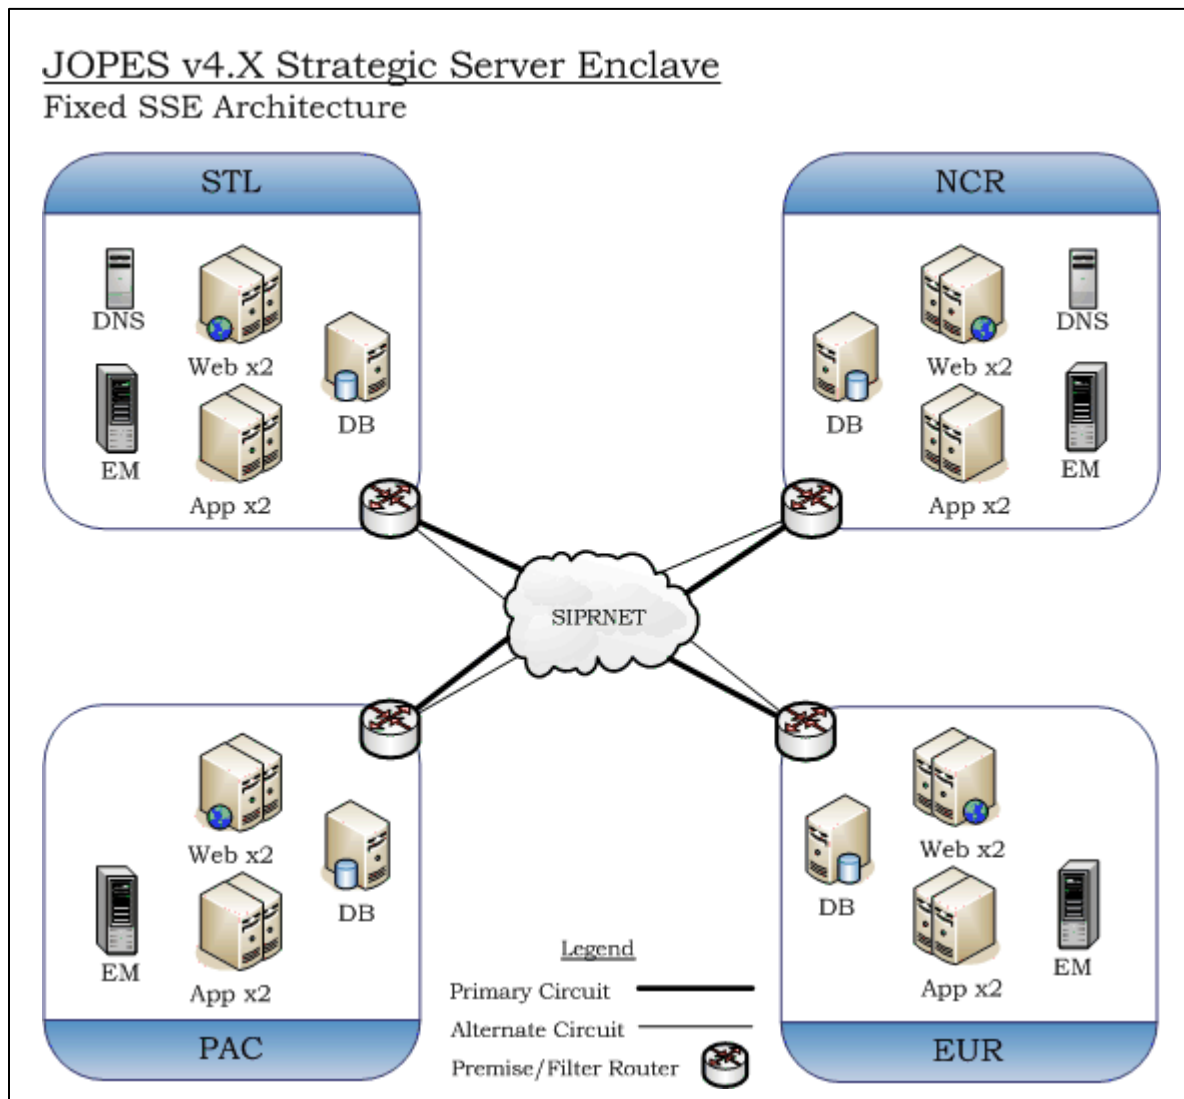 JOPES v4.X Strategic Server Enclave
Fixed SSE Architecture
STL
DNS
Web x2
DB
EM
App x2
NCR
Web x2
DNS
DB
EM
App x2
SIPRNET
Web x2
DB
EM
App x2
PAC
Web x2
DB
App x2
EM
EUR
Legend
Primary Circuit
Alternate Circuit
Premise/Filter Router